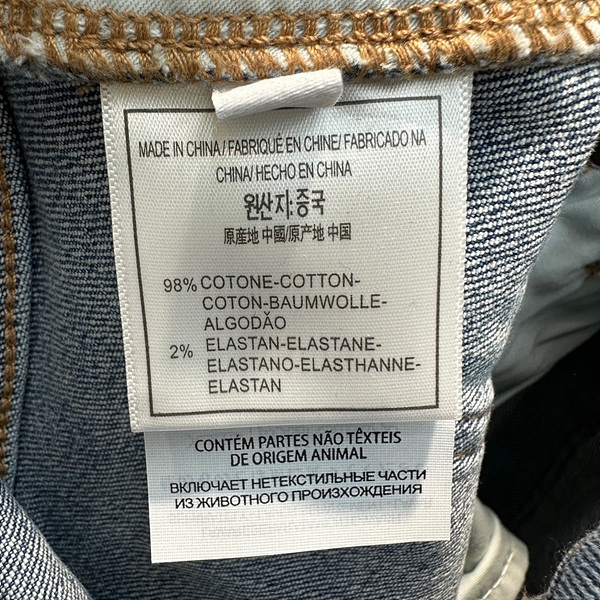 MADE IN CHINA/ FABRIQUÉ EN CHINE/ FABRICADO NA
CHINA/ HECHO EN CHINA
원산지:중국
原産地 中國/原产地 中国
98% COTONE-COTTON-
COTON-BAUMWOLLE-
ALGODÃO
2% ELASTAN-ELASTANE-
ELASTANO-ELASTHANNE-
ELASTAN
CONTÉM PARTES NÃO TÊXTEIS
DE ORIGEM ANIMAL
ВКЛЮЧАЕТ НЕТЕКСТИЛЬНЫЕ ЧАСТИ
ИЗ ЖИВОТНОГО ПРОИЗХОЖДЕНИЯ